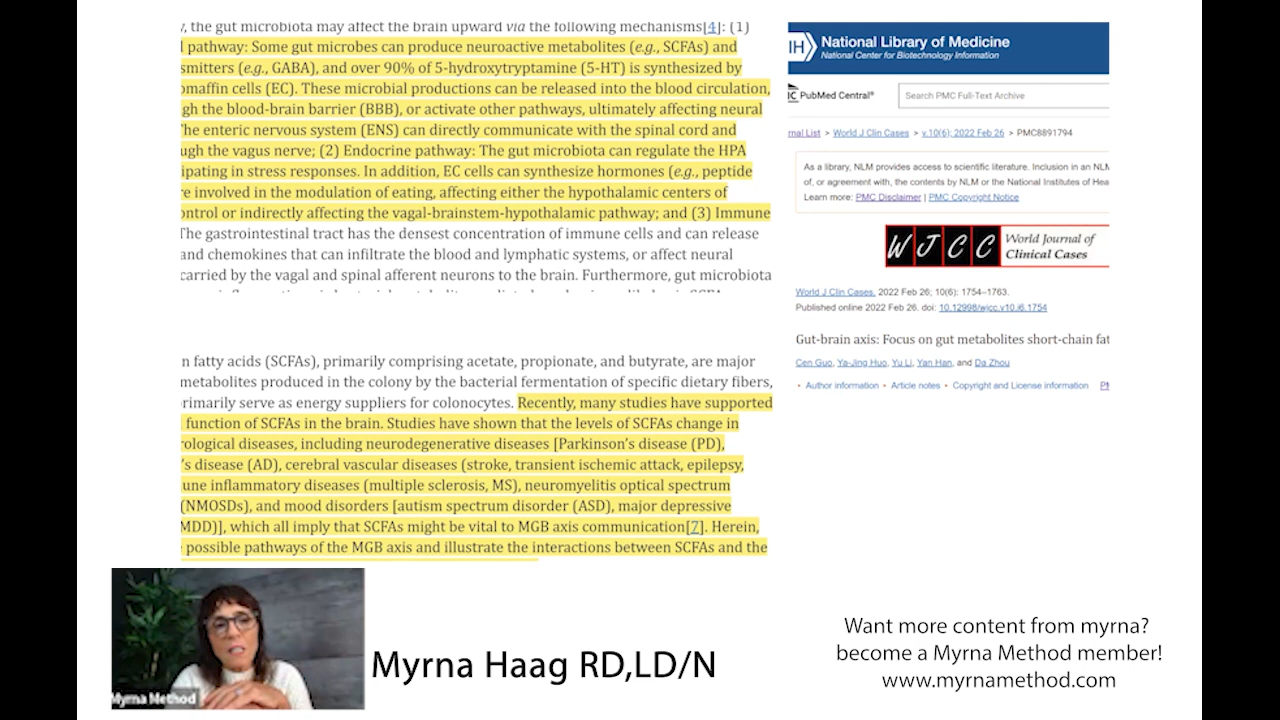 , the gut microbiota may affect the brain upward via the following mechanisms[4]: (1)
l pathway: Some gut microbes can produce neuroactive metabolites (e.g., SCFAs) and
smitters (e.g., GABA), and over 90% of 5-hydroxytryptamine (5-HT) is synthesized by
omaffin cells (EC). These microbial productions can be released into the blood circulation,
gh the blood-brain barrier (BBB), or activate other pathways, ultimately affecting neural
The enteric nervous system (ENS) can directly communicate with the spinal cord and
ugh the vagus nerve; (2) Endocrine pathway: The gut microbiota can regulate the HPA
ipating in stress responses. In addition, EC cells can synthesize hormones (e.g., peptide
re involved in the modulation of eating, affecting either the hypothalamic centers of
ontrol or indirectly affecting the vagal-brainstem-hypothalamic pathway; and (3) Immune
The gastrointestinal tract has the densest concentration of immune cells and can release
and chemokines that can infiltrate the blood and lymphatic systems, or affect neural
carried by the vagal and spinal afferent neurons to the brain. Furthermore, gut microbiota
n fatty acids (SCFAs), primarily comprising acetate, propionate, and butyrate, are major
metabolites produced in the colony by the bacterial fermentation of specific dietary fibers,
rimarily serve as energy suppliers for colonocytes. Recently, many studies have supported
function of SCFAs in the brain. Studies have shown that the levels of SCFAs change in
rological diseases, including neurodegenerative diseases [Parkinson's disease (PD),
's disease (AD), cerebral vascular diseases (stroke, transient ischemic attack, epilepsy,
une inflammatory diseases (multiple sclerosis, MS), neuromyelitis optical spectrum
(NMOSDs), and mood disorders [autism spectrum disorder (ASD), major depressive
MDD)], which all imply that SCFAs might be vital to MGB axis communication[7]. Herein,
possible pathways of the MGB axis and illustrate the interactions between SCFAs and the
IH National Library of Medicine
National Center for Biotechnology Information
C PubMed Central®
Search PMC Full-Text Archive
rnal List > World J Clin Cases > v.10(6); 2022 Feb 26 > PMC8891794
As a library, NLM provides access to scientific literature. Inclusion in an NLM
of, or agreement with, the contents by NLM or the National Institutes of Hea
Learn more: PMC Disclaimer | PMC Copyright Notice
WJCC World Journal of
Clinical Cases
World J Clin Cases. 2022 Feb 26; 10(6): 1754–1763.
Published online 2022 Feb 26. doi: 10.12998/wjcc.v10.i6.1754
Gut-brain axis: Focus on gut metabolites short-chain fat
Cen Guo, Ya-Jing Huo, Yu Li, Yan Han, and Da Zhou
• Author information • Article notes • Copyright and License information
Myrna Method
Myrna Haag RD,LD/N
Want more content from myrna?
become a Myrna Method member!
www.myrnamethod.com